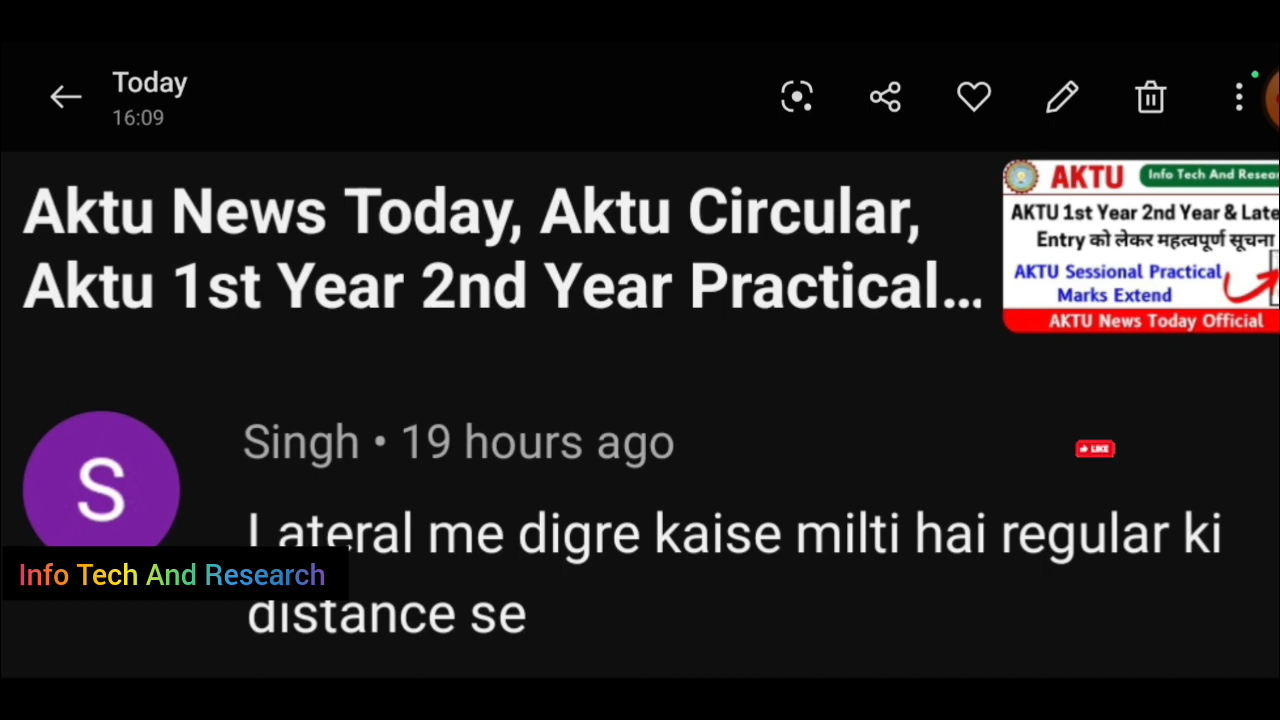 Today
16:09
Aktu News Today, Aktu Circular,
Aktu 1st Year 2nd Year Practical...
AKTU Info Tech And Resear
AKTU 1st Year 2nd Year & Late
Entry को लेकर महत्वपूर्ण सूचना
AKTU Sessional Practical
Marks Extend
AKTU News Today Official
S
Singh • 19 hours ago
LIKE
Lateral me digre kaise milti hai regular ki
distance se
Info Tech And Research